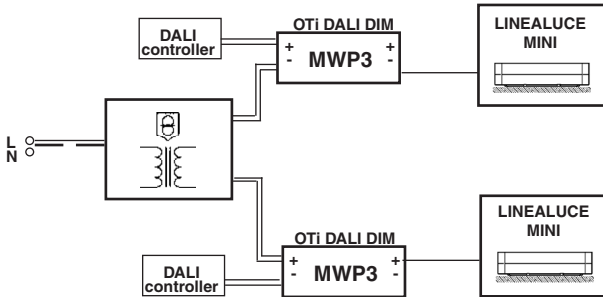 DALI
controller
OTi DALI DIM
+ +
- -
MWP3
LINEALUCE
MINI
L
N
OTi DALI DIM
+ +
- -
MWP3
LINEALUCE
MINI
DALI
controller